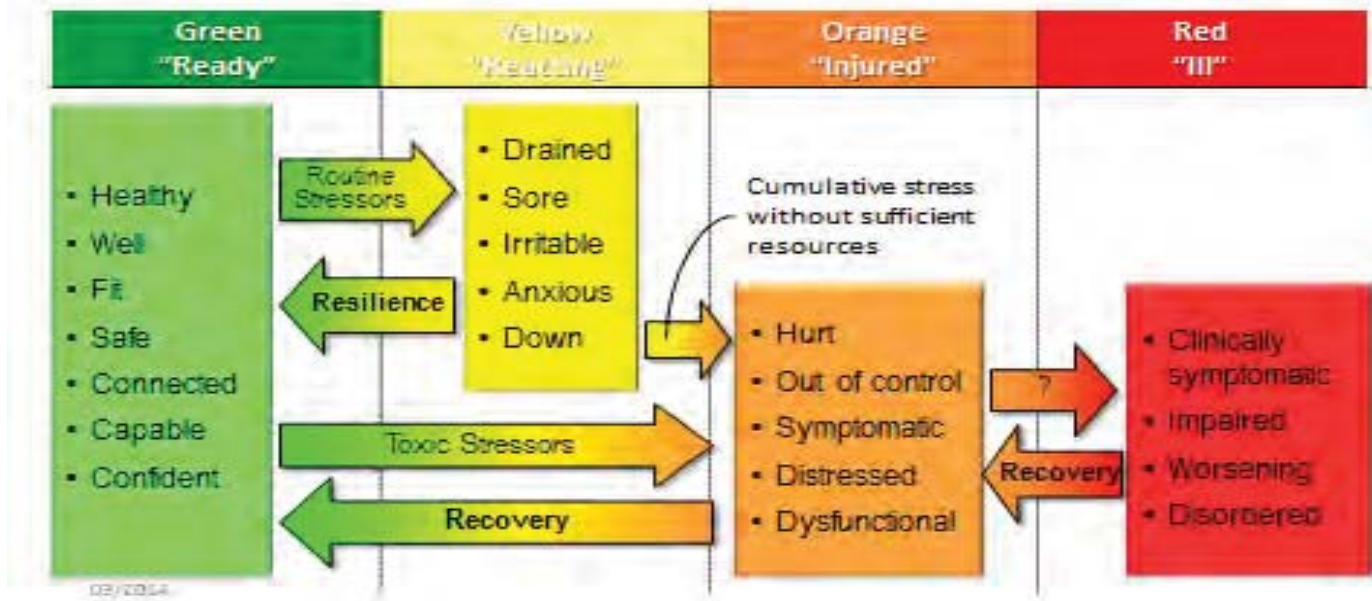 Green
"Ready"
Yellow
"Reacting"
Orange
"Injured"
Red
"Ill"
• Healthy
• Well
• Fit
• Safe
• Connected
• Capable
• Confident
Routine
Stressors
Resilience
• Drained
• Sore
• Irritable
• Anxious
• Down
Cumulative stress
without sufficient
resources
Toxic Stressors
Recovery
• Hurt
• Out of control
• Symptomatic
• Distressed
• Dysfunctional
?
Recovery
• Clinically
symptomatic
• Impaired
• Worsening
• Disordered